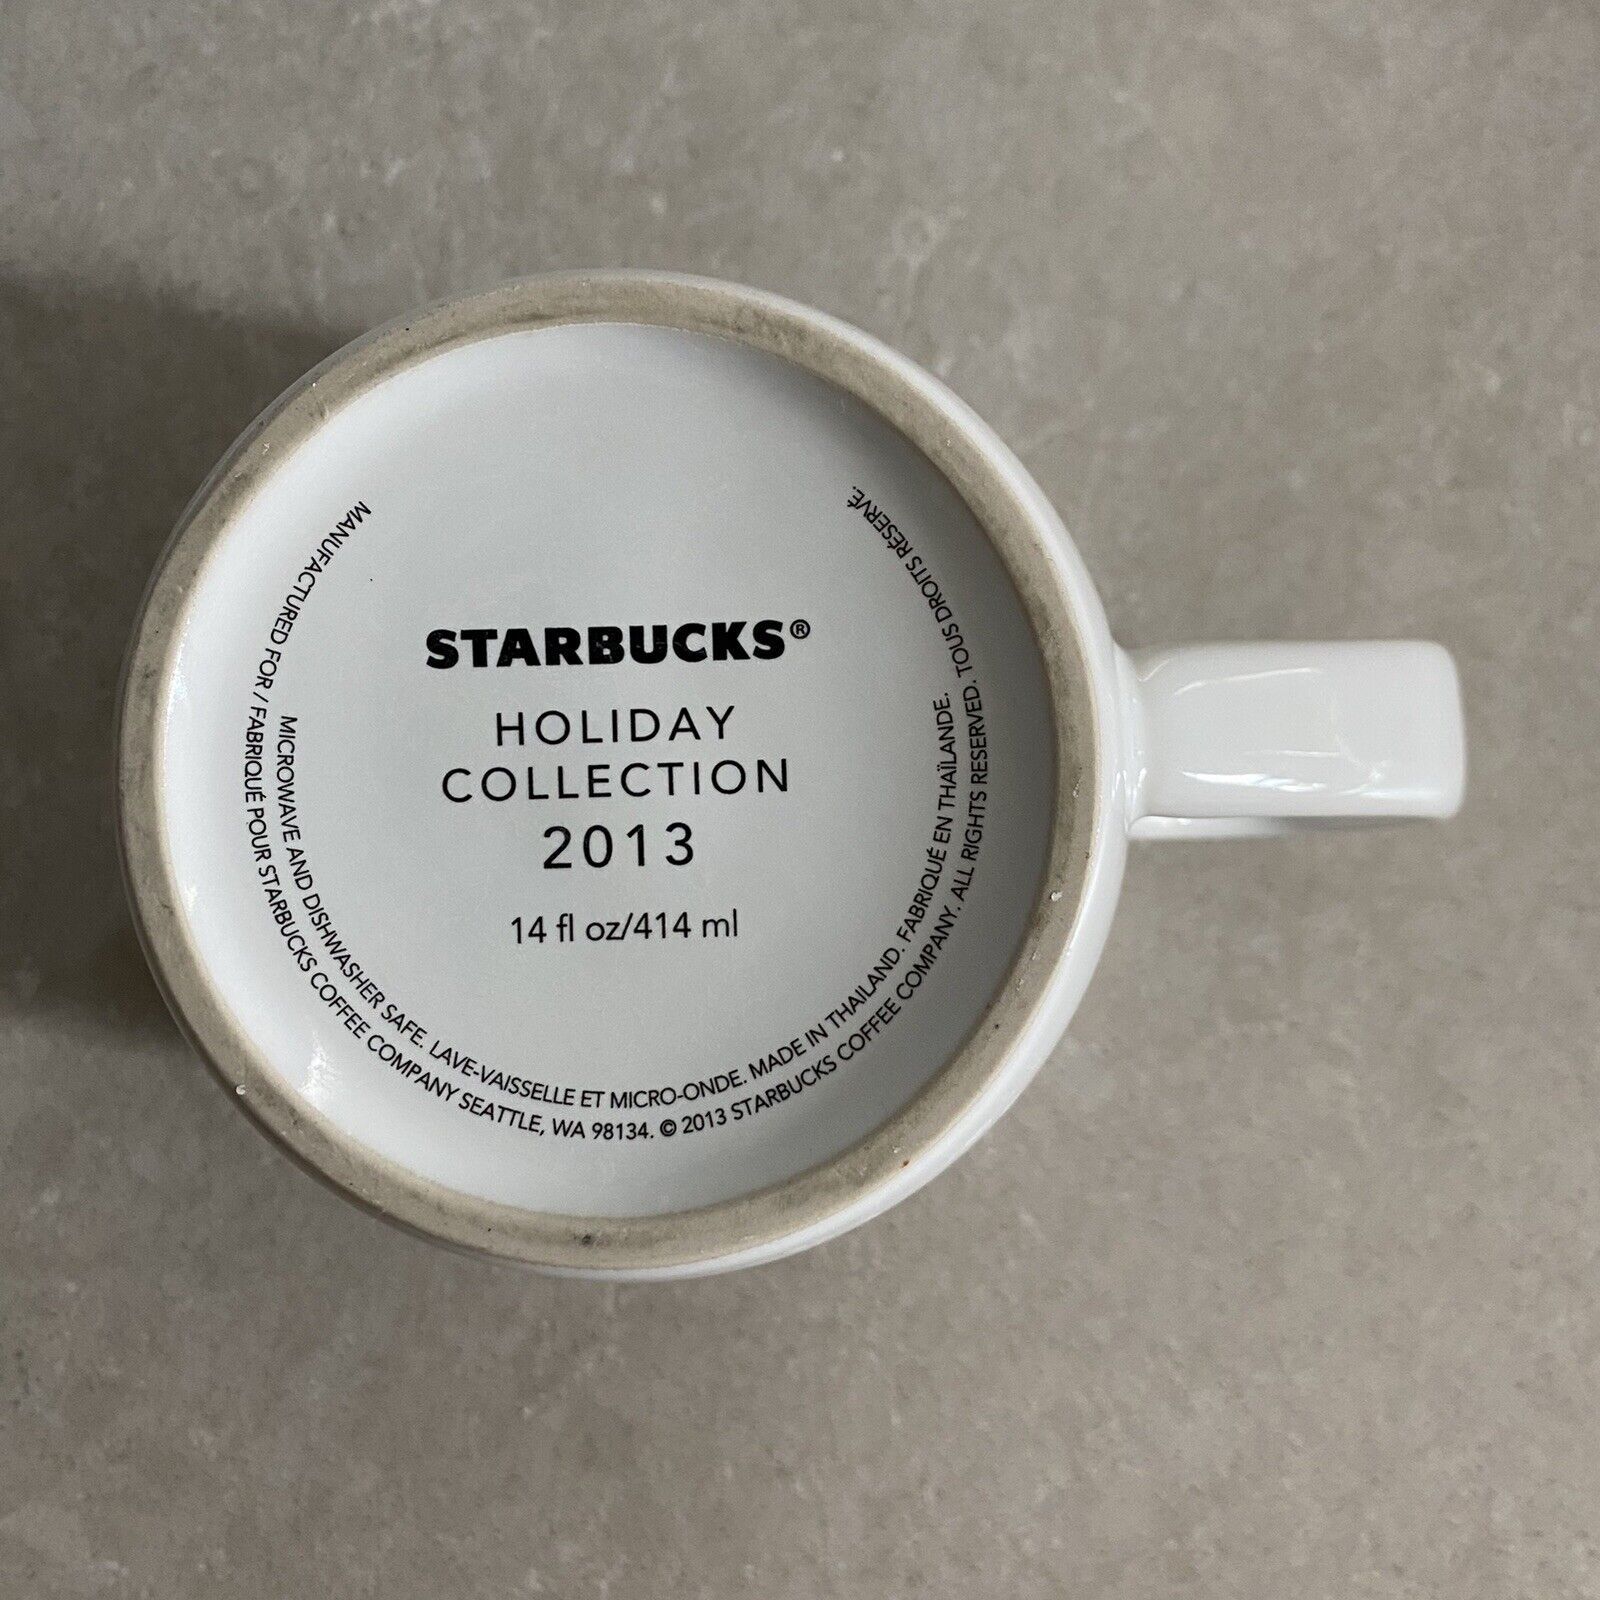 STARBUCKS®
HOLIDAY
COLLECTION
2013
14 fl oz/414 ml
MICROWAVE AND DISHWASHER SAFE. LAVE-VAISSELLE ET MICRO-ONDE. MADE IN THAILAND. FABRIQUÉ EN THAÏLANDE.
MANUFACTURED FOR / FABRIQUÉ POUR STARBUCKS COFFEE COMPANY SEATTLE, WA 98134. © 2013 STARBUCKS COFFEE COMPANY. ALL RIGHTS RESERVED. TOUS DROITS RÉSERVÉ.